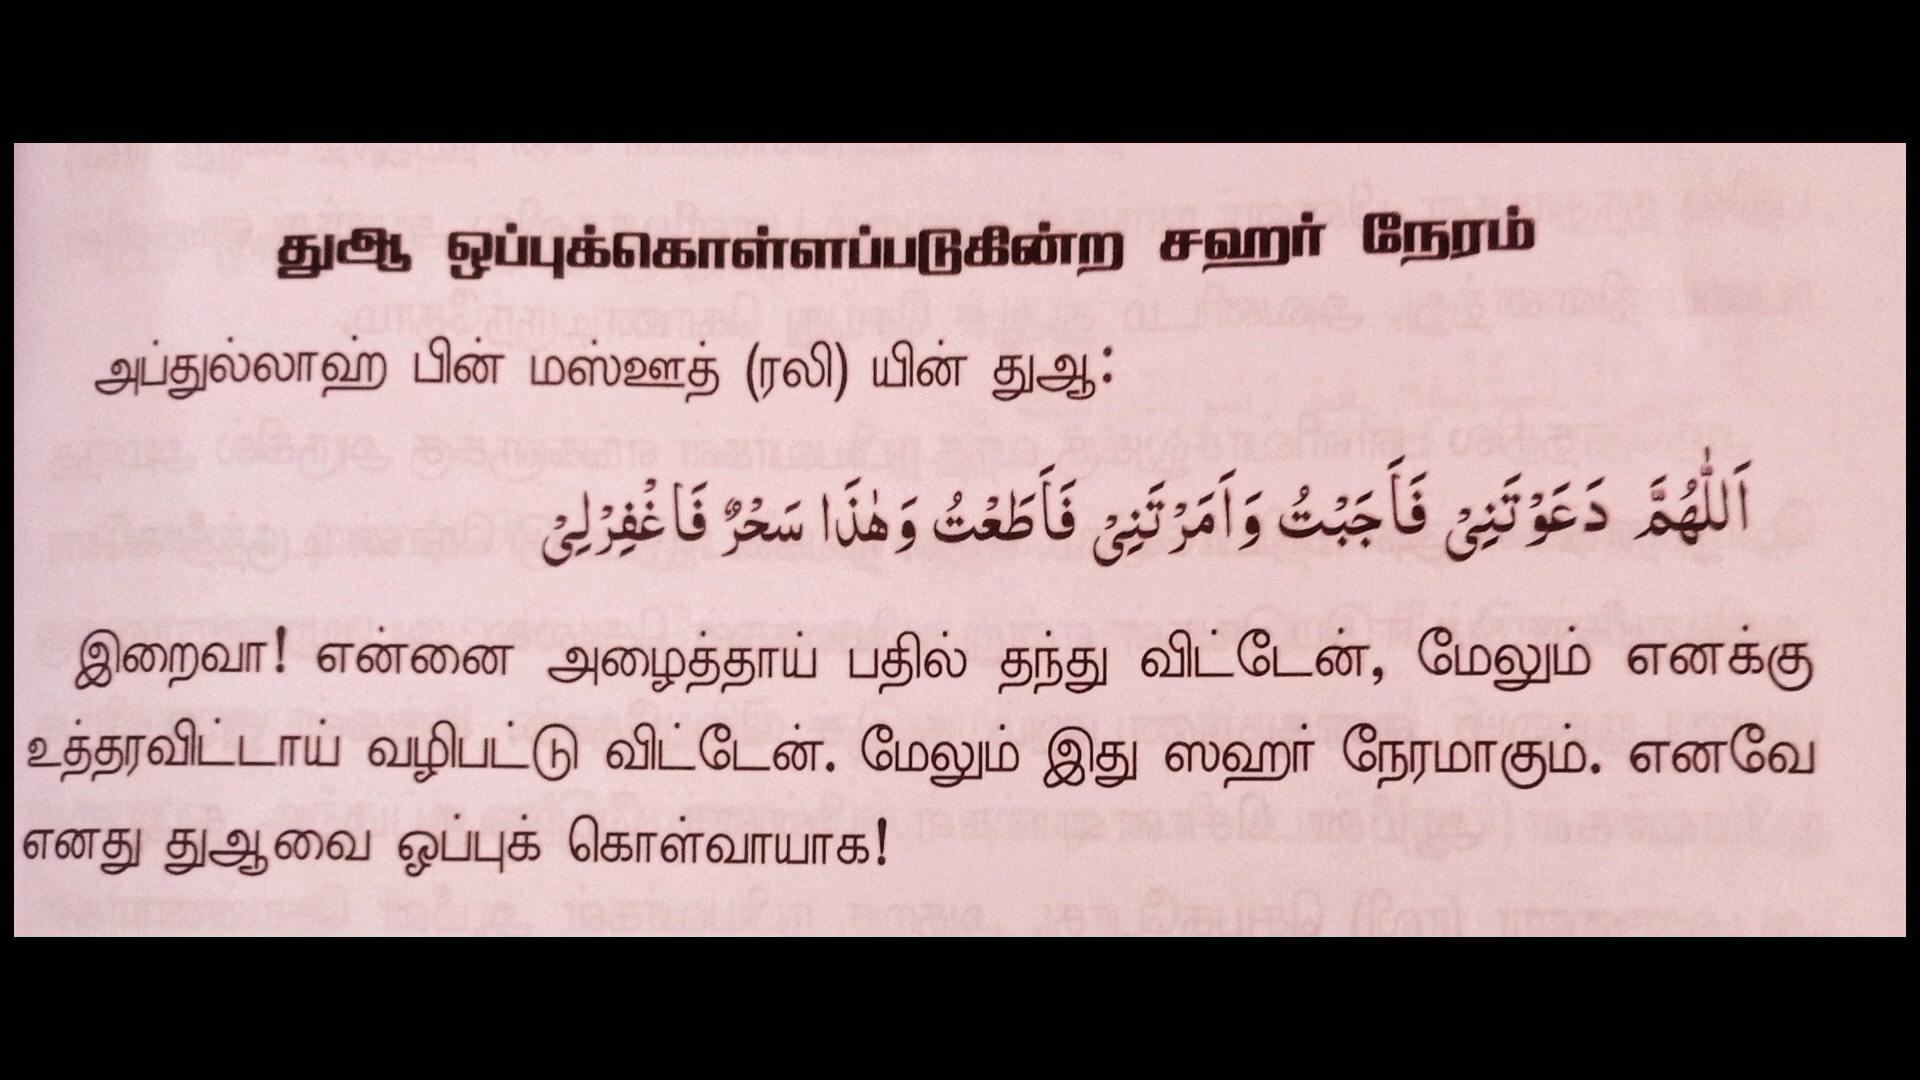 துஆ ஒப்புக்கொள்ளப்படுகின்ற சஹர் நேரம்
அப்துல்லாஹ் பின் மஸ்ஊத் (ரலி) யின் துஆ:
اَللّٰهُمَّ دَعَوْتَنِيْ فَأَجَبْتُ وَاَمَرْتَنِيْ فَاَطَعْتُ وَهٰذَا سَحْرٌ فَاغْفِرْلِيْ
இறைவா! என்னை அழைத்தாய் பதில் தந்து விட்டேன், மேலும் எனக்கு
உத்தரவிட்டாய் வழிபட்டு விட்டேன். மேலும் இது ஸஹர் நேரமாகும். எனவே
எனது துஆவை ஒப்புக் கொள்வாயாக!